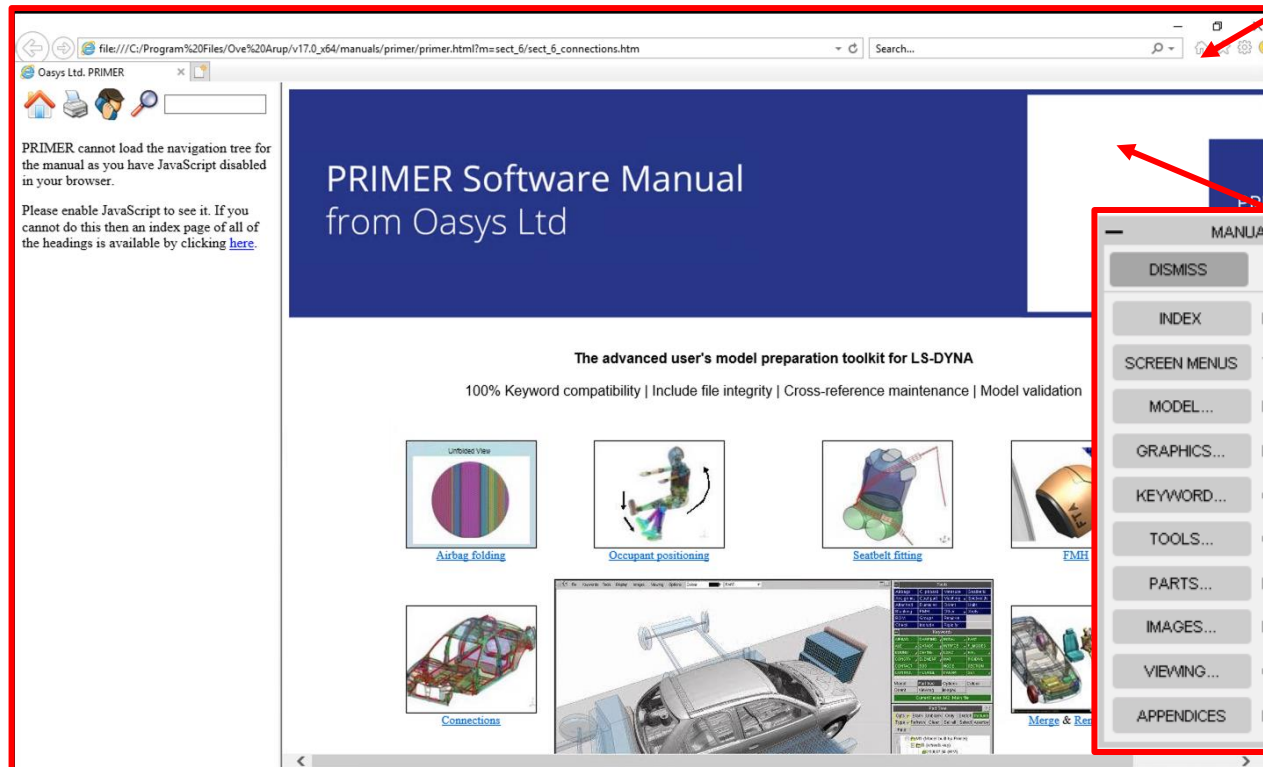 file:///C:/Program%20Files/Ove%20Arup/v17.0_x64/manuals/primer/primer.html?m=sect_6/sect_6_connections.htm
Search...
Oasys Ltd. PRIMER
PRIMER cannot load the navigation tree for
the manual as you have JavaScript disabled
in your browser.
Please enable JavaScript to see it. If you
cannot do this then an index page of all of
the headings is available by clicking here.
PRIMER Software Manual
from Oasys Ltd
The advanced user's model preparation toolkit for LS-DYNA
100% Keyword compatibility | Include file integrity | Cross-reference maintenance | Model validation
Unfolded View
Airbag folding
Occupant positioning
Seatbelt fitting
FTA
FMH
Connections
Merge & Ren
MANUA
DISMISS
INDEX
SCREEN MENUS
MODEL...
GRAPHICS...
KEYWORD...
TOOLS...
PARTS...
IMAGES...
VIEWING...
APPENDICES